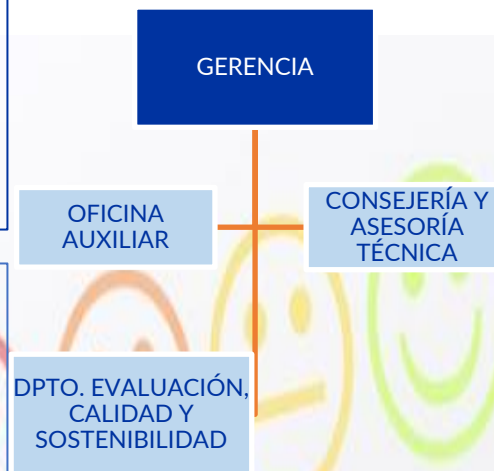 GERENCIA
OFICINA
AUXILIAR
CONSEJERÍA Y
ASESORÍA
TÉCNICA
DPTO. EVALUACIÓN,
CALIDAD Y
SOSTENIBILIDAD